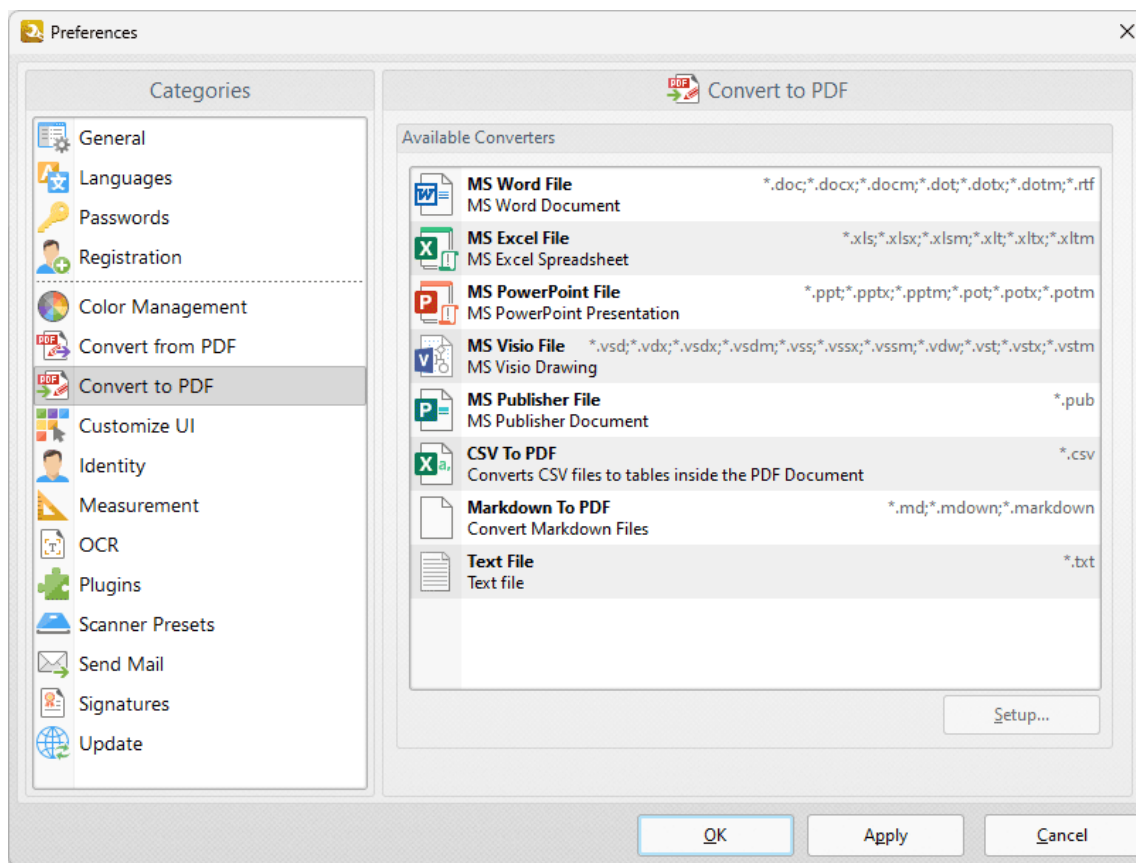 Preferences
Categories
General
Languages
Passwords
Registration
Color Management
Convert from PDF
Convert to PDF
Customize UI
Identity
Measurement
OCR
Plugins
Scanner Presets
Send Mail
Signatures
Update
Convert to PDF
Available Converters
MS Word File *.doc;*.docx;*.docm;*.dot;*.dotx;*.dotm;*.rtf
MS Word Document
MS Excel File *.xls;*.xlsx;*.xlsm;*.xlt;*.xltx;*.xltm
MS Excel Spreadsheet
MS PowerPoint File *.ppt;*.pptx;*.pptm;*.pot;*.potx;*.potm
MS PowerPoint Presentation
MS Visio File *.vsd;*.vdx;*.vsdx;*.vsdm;*.vss;*.vssx;*.vssm;*.vdw;*.vst;*.vstx;*.vstm
MS Visio Drawing
MS Publisher File *.pub
MS Publisher Document
CSV To PDF *.csv
Converts CSV files to tables inside the PDF Document
Markdown To PDF *.md;*.mdown;*.markdown
Convert Markdown Files
Text File *.txt
Text file
Setup...
OK Apply Cancel